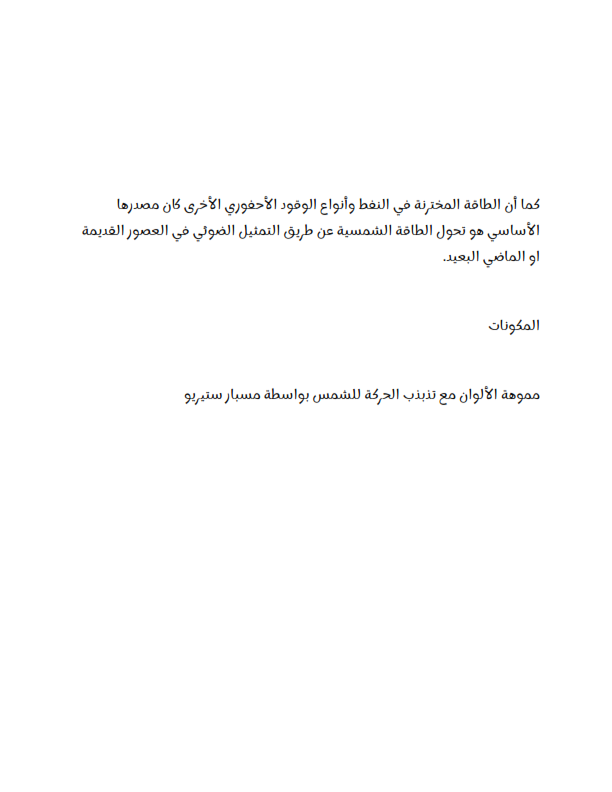 كما أن الطاقة المخترنة في النفط وأنواع الوقود الأحفوري الأخرى كان مصدرها
الأساسي هو تحول الطاقة الشمسية عن طريق التمثيل الضوئي في العصور القديمة
او الماضي البعيد.
المكونات
مموهة الألوان مع تذبذب الحركة للشمس بواسطة مسبار ستيريو